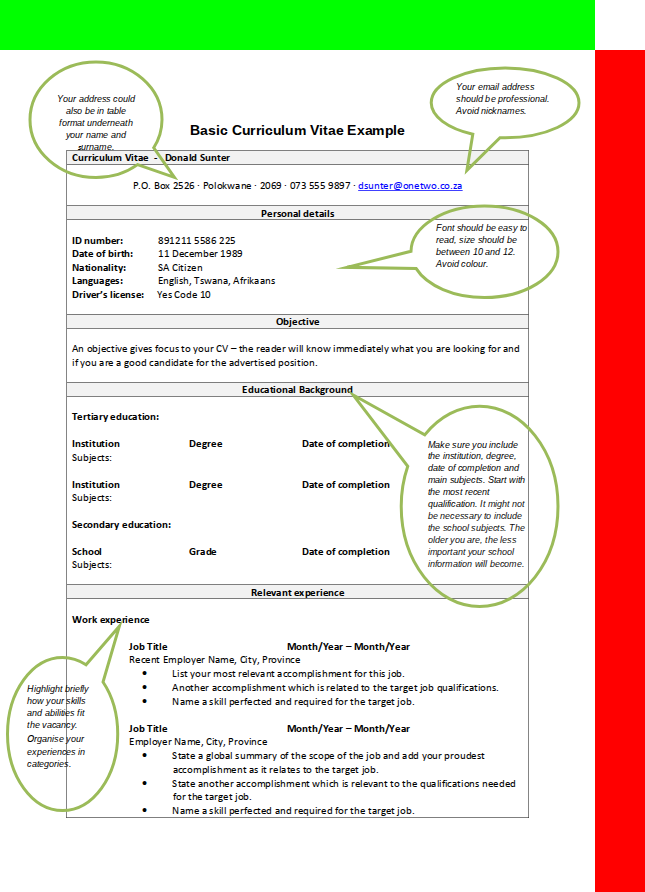 Your address could
also be in table
format underneath
your name and
surname.
Your email address
should be professional.
Avoid nicknames.
Basic Curriculum Vitae Example
Curriculum Vitae - Donald Sunter
P.O. Box 2526 · Polokwane · 2069 · 073 555 9897 · dsunter@onetwo.co.za
Personal details
Font should be easy to
read, size should be
between 10 and 12.
Avoid colour.
ID number: 891211 5586 225
Date of birth: 11 December 1989
Nationality: SA Citizen
Languages: English, Tswana, Afrikaans
Driver's license: Yes Code 10
Objective
An objective gives focus to your CV – the reader will know immediately what you are looking for and
if you are a good candidate for the advertised position.
Educational Background
Tertiary education:
Institution Degree Date of completion
Subjects:
Institution Degree Date of completion
Subjects:
Secondary education:
School Grade Date of completion
Subjects:
Make sure you include
the institution, degree,
date of completion and
main subjects. Start with
the most recent
qualification. It might not
be necessary to include
the school subjects. The
older you are, the less
important your school
information will become.
Relevant experience
Work experience
Job Title Month/Year – Month/Year
Recent Employer Name, City, Province
• List your most relevant accomplishment for this job.
• Another accomplishment which is related to the target job qualifications.
• Name a skill perfected and required for the target job.
Job Title Month/Year – Month/Year
Employer Name, City, Province
• State a global summary of the scope of the job and add your proudest
accomplishment as it relates to the target job.
• State another accomplishment which is relevant to the qualifications needed
for the target job.
• Name a skill perfected and required for the target job.
Highlight briefly
how your skills
and abilities fit
the vacancy.
Organise your
experiences in
categories.